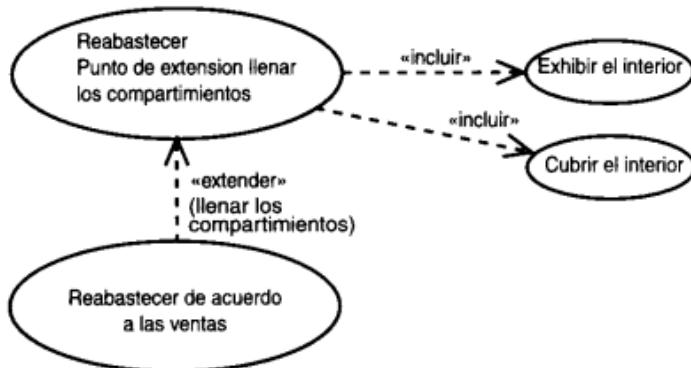 Reabastecer
Punto de extension llenar
los compartimientos
«incluir»
Exhibir el interior
«incluir»
Cubrir el interior
«extender»
(llenar los
compartimientos)
Reabastecer de acuerdo
a las ventas